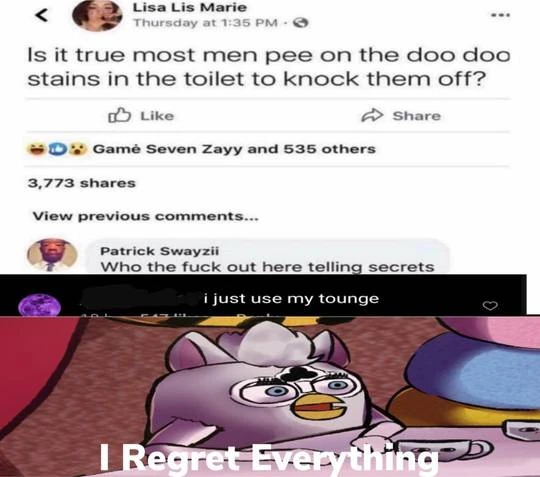 Lisa Lis Marie
Thursday at 1:35 PM ·
Is it true most men pee on the doo doo
stains in the toilet to knock them off?
Like
Share
Gamė Seven Zayy and 535 others
3,773 shares
View previous comments...
Patrick Swayzii
Who the fuck out here telling secrets
i just use my tounge
I Regret Everything